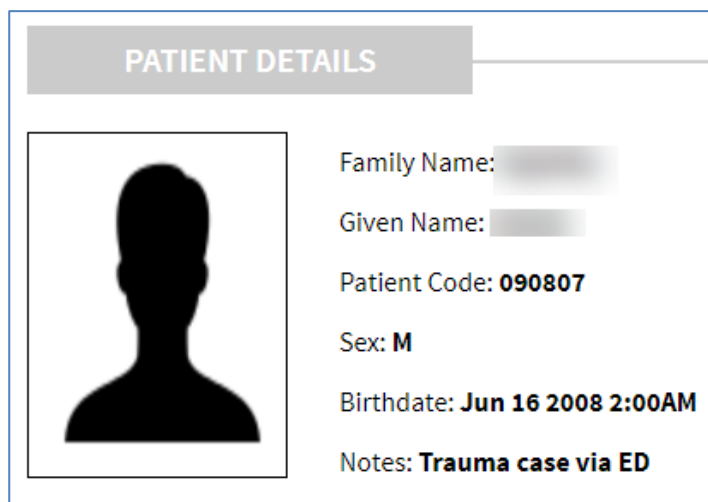 PATIENT DETAILS
Family Name:
Given Name:
Patient Code: 090807
Sex: M
Birthdate: Jun 16 2008 2:00AM
Notes: Trauma case via ED